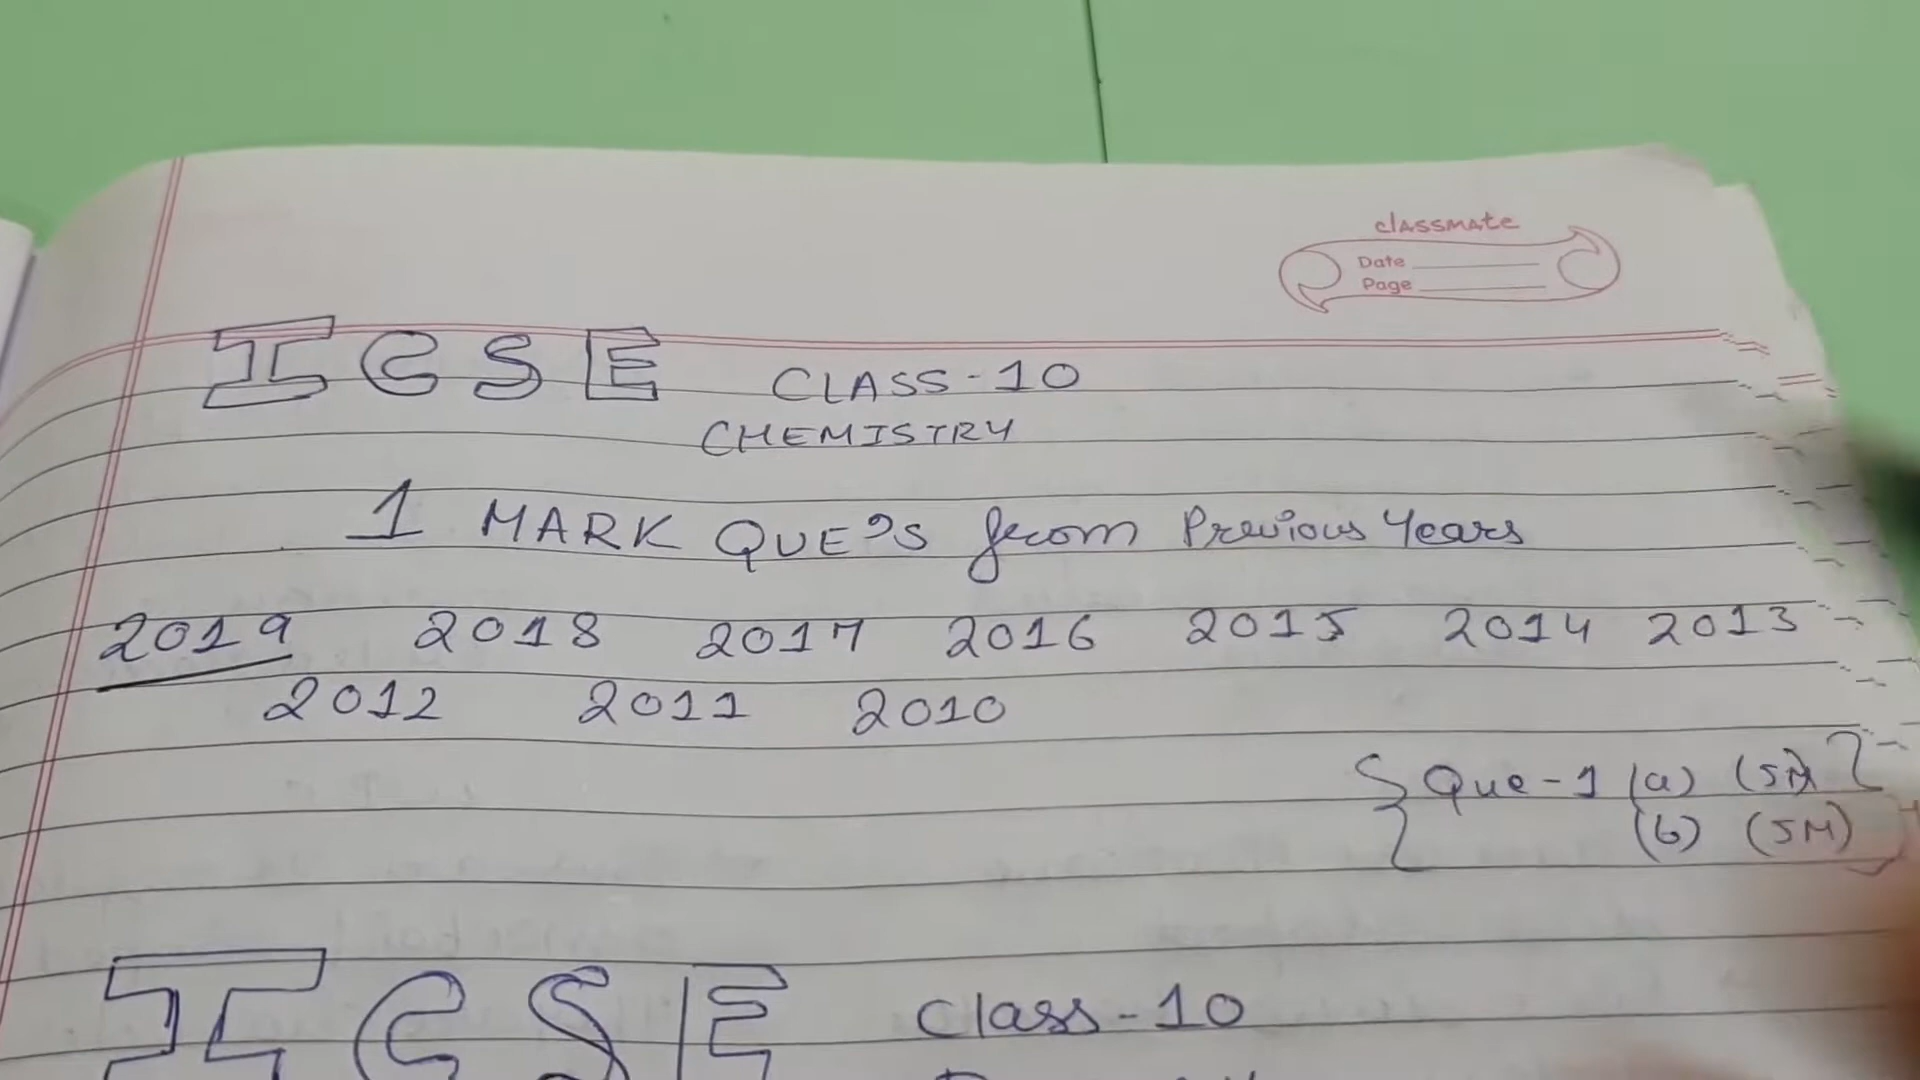 classmate
Date
Page
ICSE CLASS-10
CHEMISTRY
1 MARK QUE'S from Previous Years
2019 2018 2017 2016 2015 2014 2013
2012 2011 2010
{Que-1 (a) (5M)}
(b) (5M)
ICSE Class-10